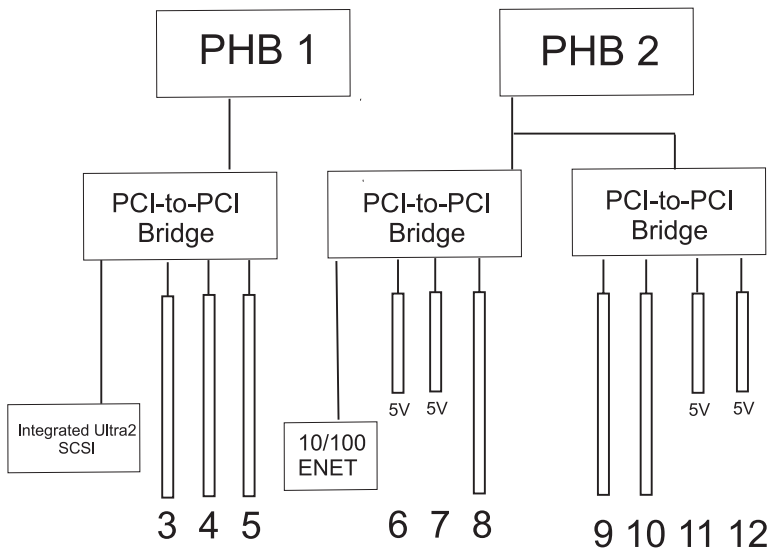 PHB 1
PHB 2
PCI-to-PCI
Bridge
PCI-to-PCI
Bridge
PCI-to-PCI
Bridge
Integrated Ultra2
SCSI
10/100
ENET
5V
5V
5V
5V
3 4 5 6 7 8 9 10 11 12